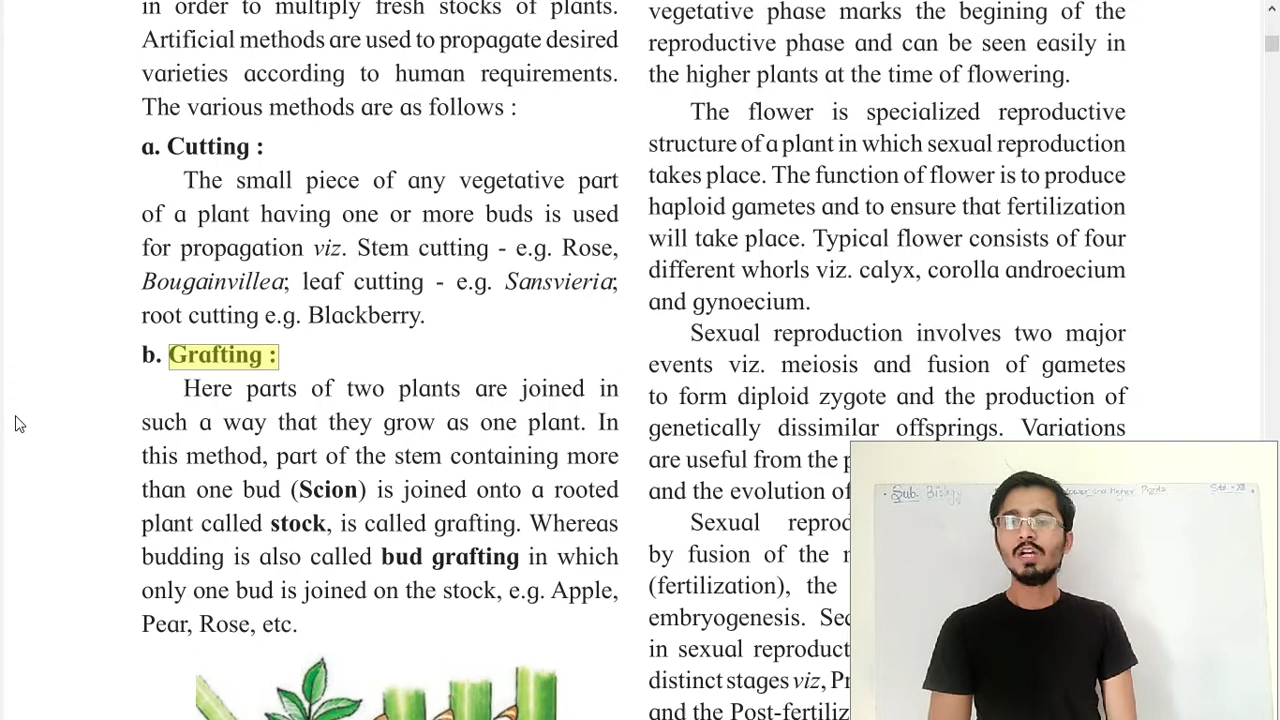 in order to multiply fresh stocks of plants.
Artificial methods are used to propagate desired
varieties according to human requirements.
The various methods are as follows :
a. Cutting :
The small piece of any vegetative part
of a plant having one or more buds is used
for propagation viz. Stem cutting - e.g. Rose,
Bougainvillea; leaf cutting - e.g. Sansvieria;
root cutting e.g. Blackberry.
b. Grafting :
Here parts of two plants are joined in
such a way that they grow as one plant. In
this method, part of the stem containing more
than one bud (Scion) is joined onto a rooted
plant called stock, is called grafting. Whereas
budding is also called bud grafting in which
only one bud is joined on the stock, e.g. Apple,
Pear, Rose, etc.
vegetative phase marks the begining of the
reproductive phase and can be seen easily in
the higher plants at the time of flowering.
The flower is specialized reproductive
structure of a plant in which sexual reproduction
takes place. The function of flower is to produce
haploid gametes and to ensure that fertilization
will take place. Typical flower consists of four
different whorls viz. calyx, corolla androecium
and gynoecium.
Sexual reproduction involves two major
events viz. meiosis and fusion of gametes
to form diploid zygote and the production of
genetically dissimilar offsprings. Variations
are useful from the p
and the evolution of
Sexual reprod
by fusion of the
(fertilization), the
embryogenesis. Sec
in sexual reproduct
distinct stages viz, Pr
and the Post-fertiliz
Sub. Biology Lower and Higher Plants Std - XII